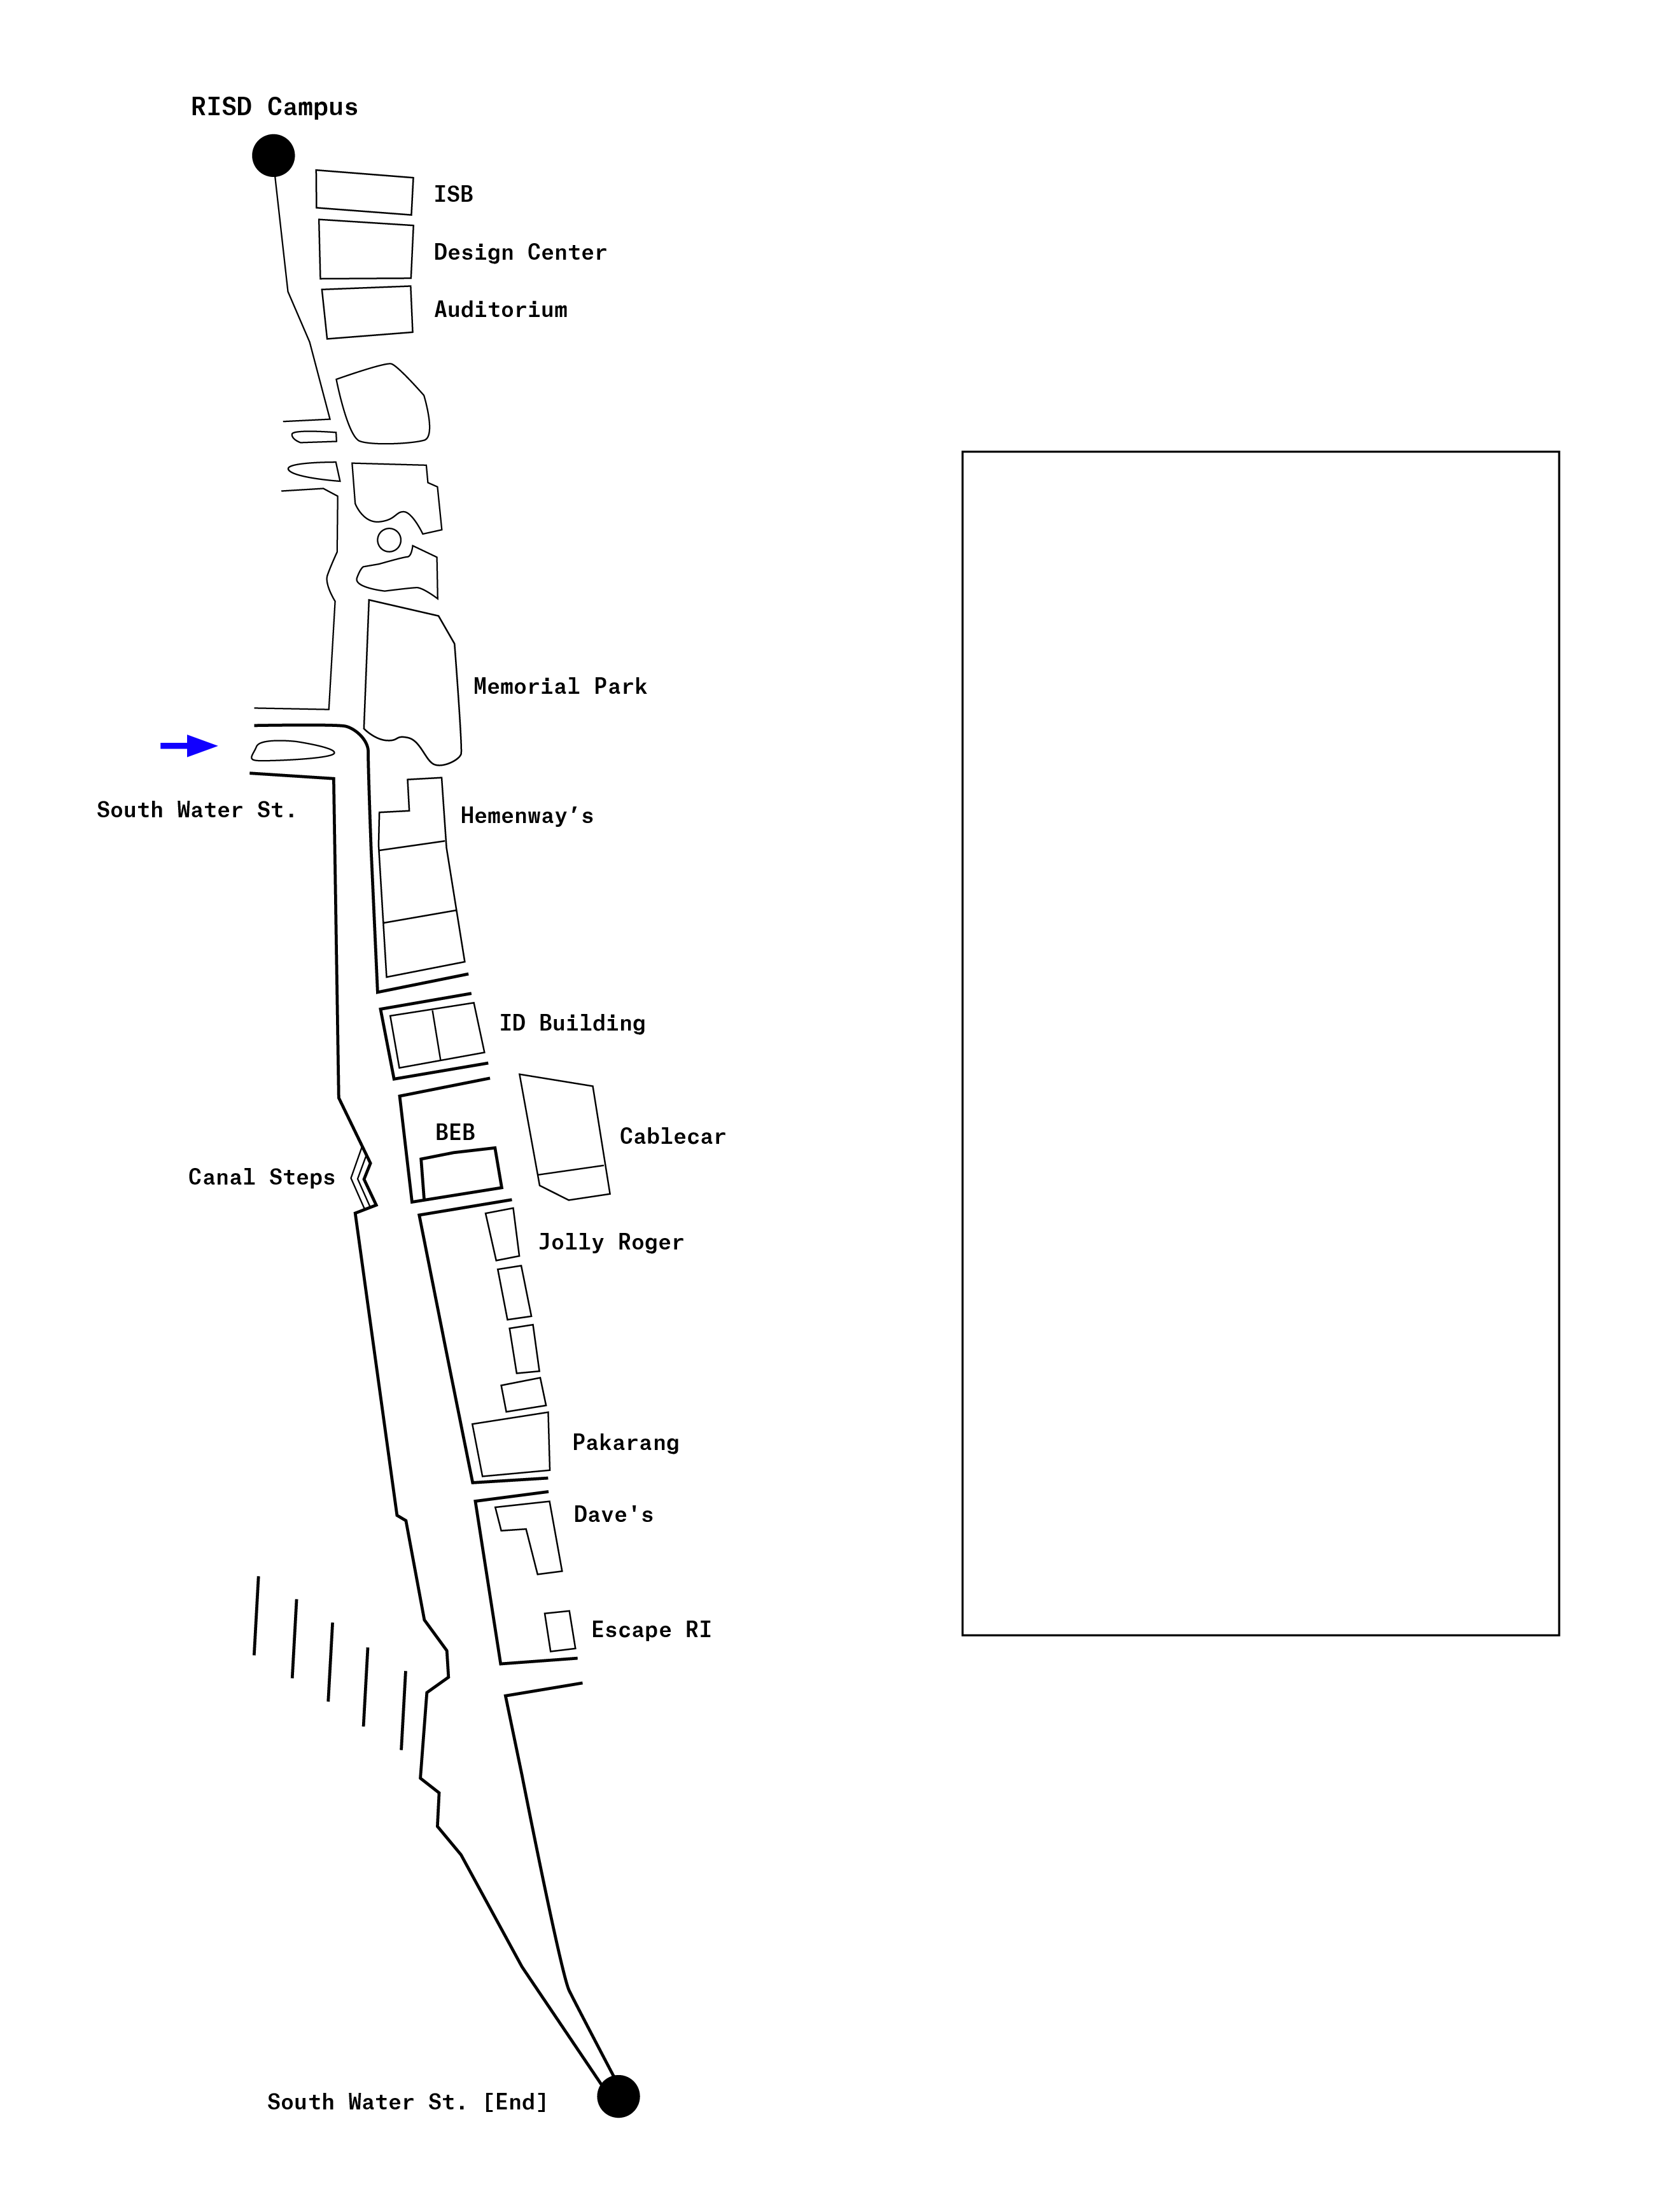 RISD Campus
ISB
Design Center
Auditorium
Memorial Park
South Water St.
Hemenway’s
ID Building
BEB
Cablecar
Canal Steps
Jolly Roger
Pakarang
Dave's
Escape RI
South Water St. [End]